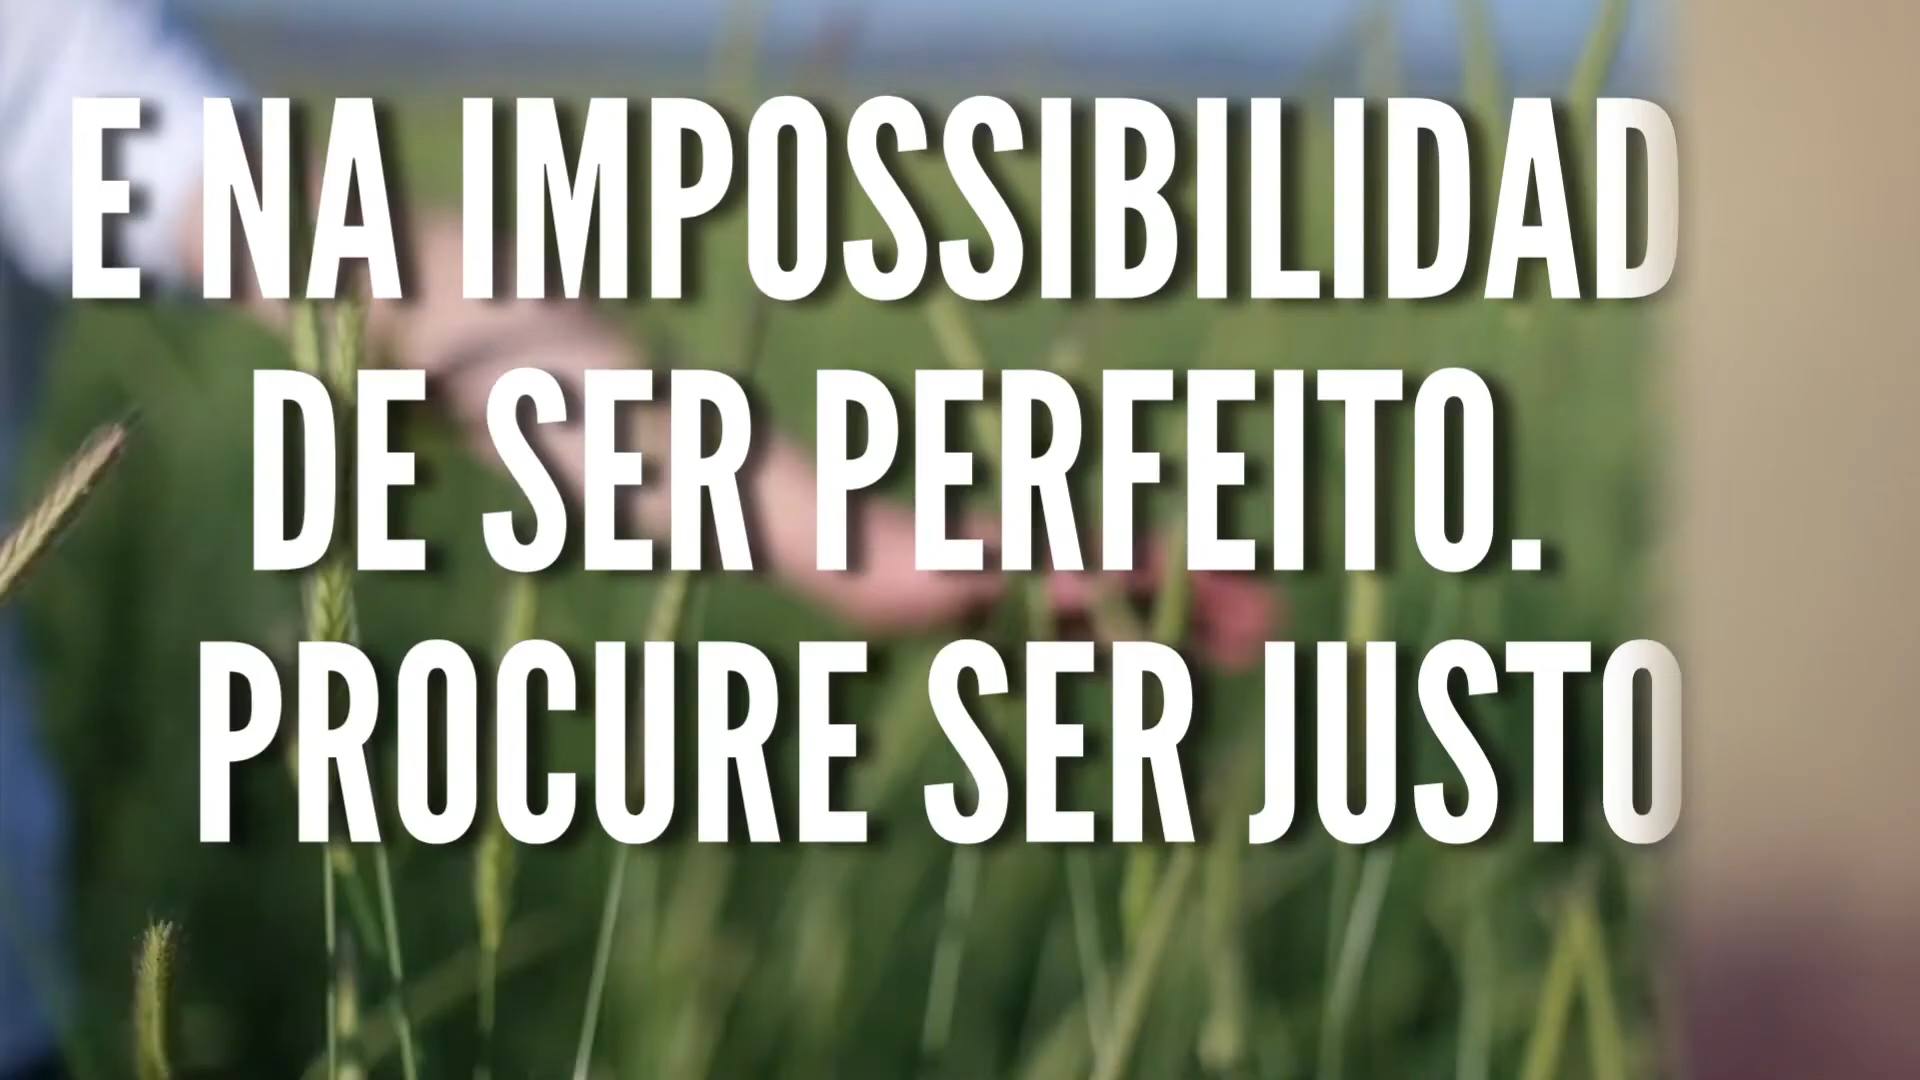 E NA IMPOSSIBILIDAD
DE SER PERFEITO.
PROCURE SER JUSTO